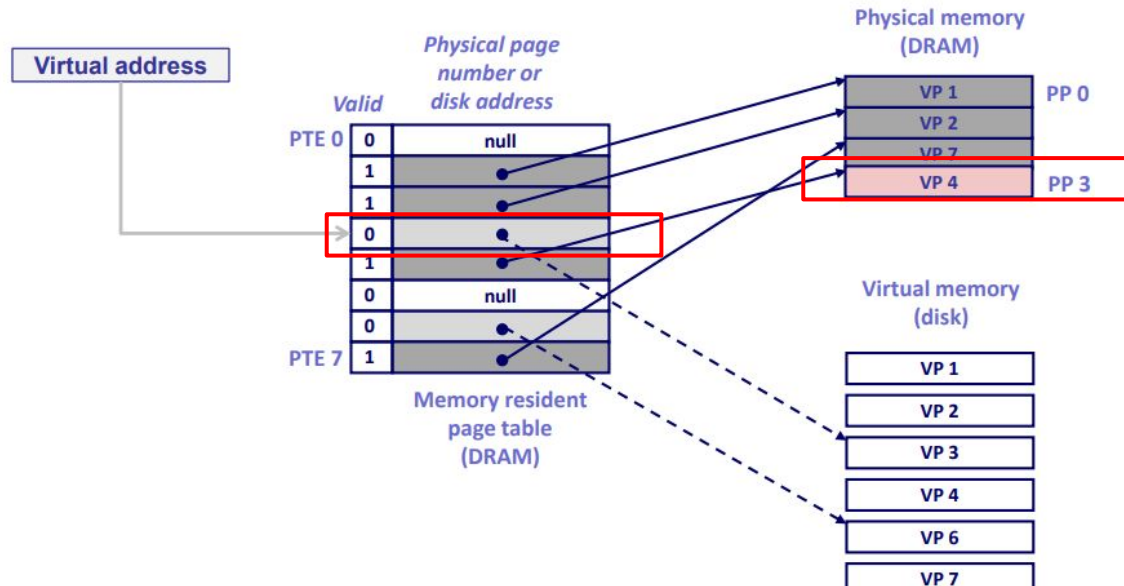 Virtual address
Physical page
number or
disk address
Valid
PTE 0
0
null
1
1
0
1
0
null
0
PTE 7
1
Memory resident
page table
(DRAM)
Physical memory
(DRAM)
VP 1
PP 0
VP 2
VP 7
VP 4
PP 3
Virtual memory
(disk)
VP 1
VP 2
VP 3
VP 4
VP 6
VP 7